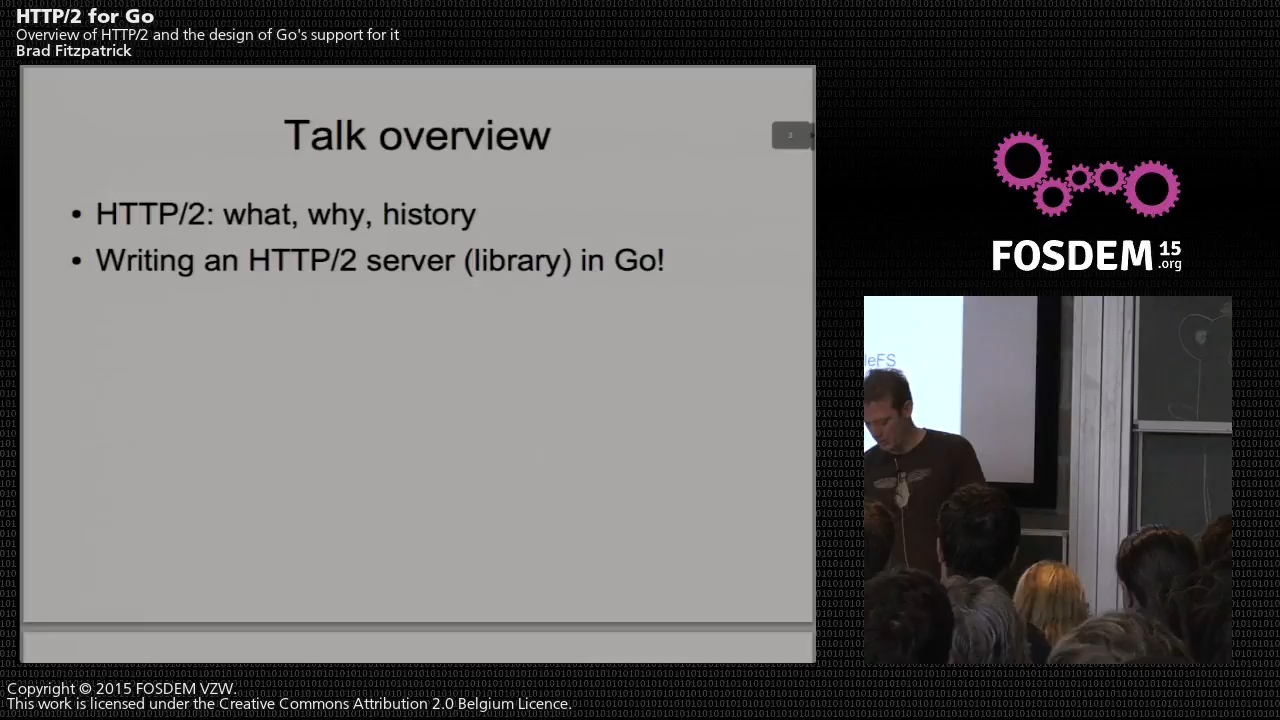 HTTP/2 for Go
Overview of HTTP/2 and the design of Go's support for it
Brad Fitzpatrick
Talk overview
• HTTP/2: what, why, history
• Writing an HTTP/2 server (library) in Go!
FOSDEM 15
.org
leFS
Copyright © 2015 FOSDEM VZW.
This work is licensed under the Creative Commons Attribution 2.0 Belgium Licence.